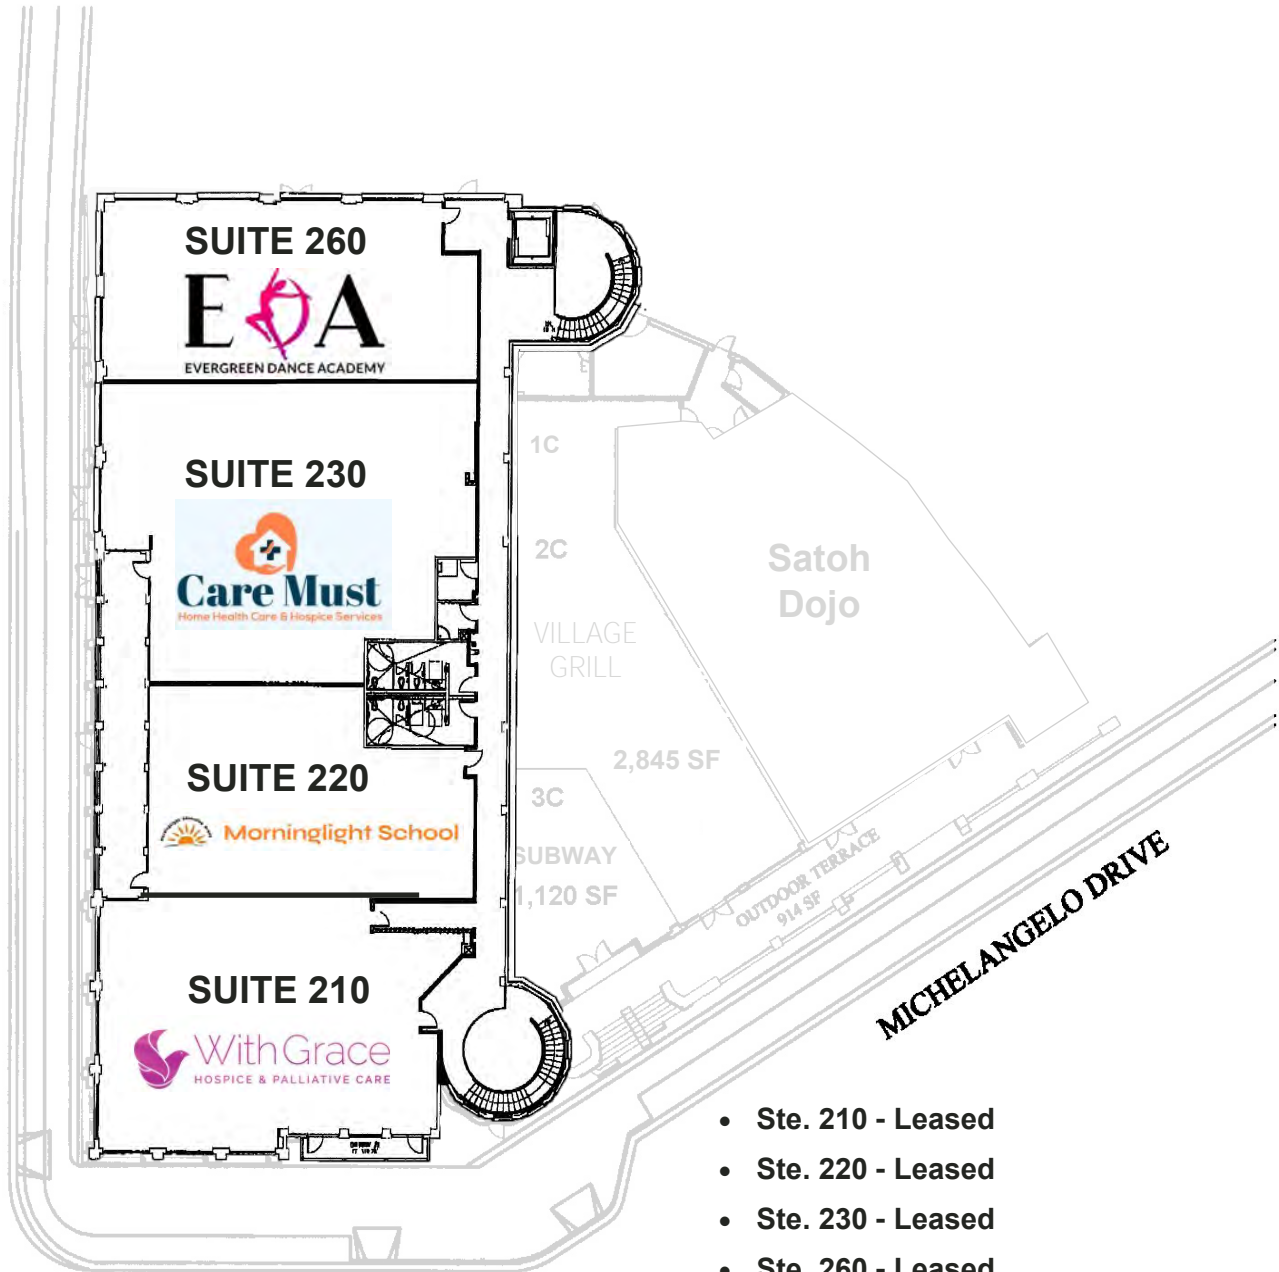 SUITE 260
EDA
EVERGREEN DANCE ACADEMY
SUITE 230
Care Must
Home Health Care & Hospice Services
SUITE 220
Morninglight School
SUITE 210
With Grace
HOSPICE & PALLIATIVE CARE
1C
2C
VILLAGE
GRILL
2,845 SF
3C
SUBWAY
1,120 SF
Satoh
Dojo
OUTDOOR TERRACE
914 SF
MICHELANGELO DRIVE
• Ste. 210 - Leased
• Ste. 220 - Leased
• Ste. 230 - Leased
• Ste. 260 - Leased